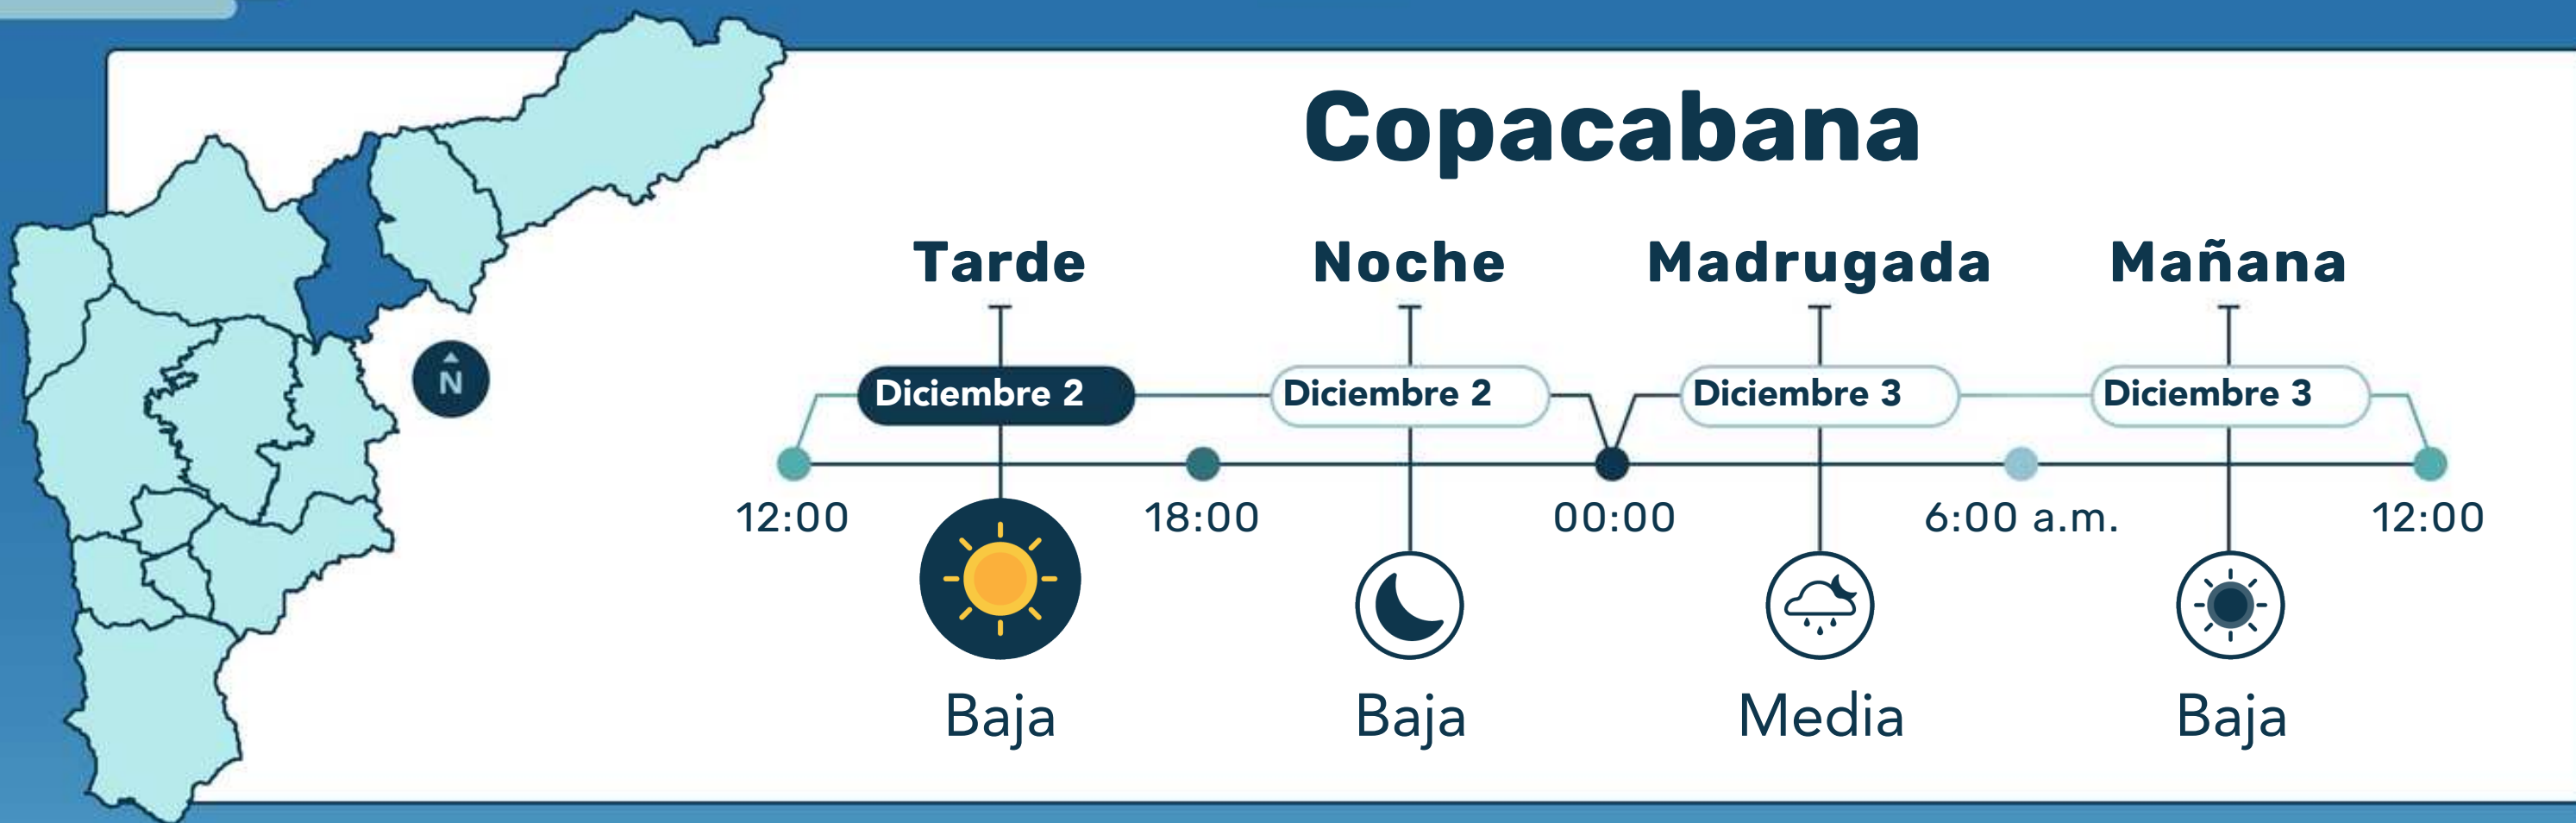 Copacabana
Tarde Noche Madrugada Mañana
Diciembre 2 Diciembre 2 Diciembre 3 Diciembre 3
N
12:00 18:00 00:00 6:00 a.m. 12:00
Baja Baja Media Baja